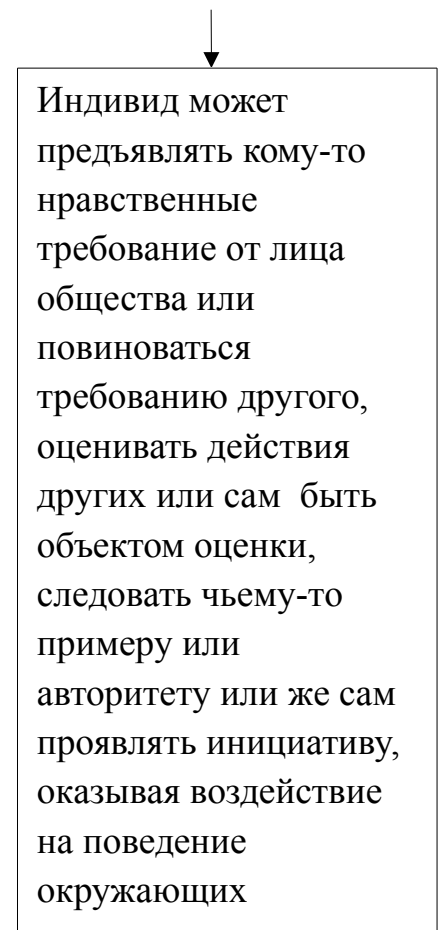 Индивид может
предъявлять кому-то
нравственные
требование от лица
общества или
повиноваться
требованию другого,
оценивать действия
других или сам  быть
объектом оценки,
следовать чьему-то
примеру или
авторитету или же сам
проявлять инициативу,
оказывая воздействие
на поведение
окружающих